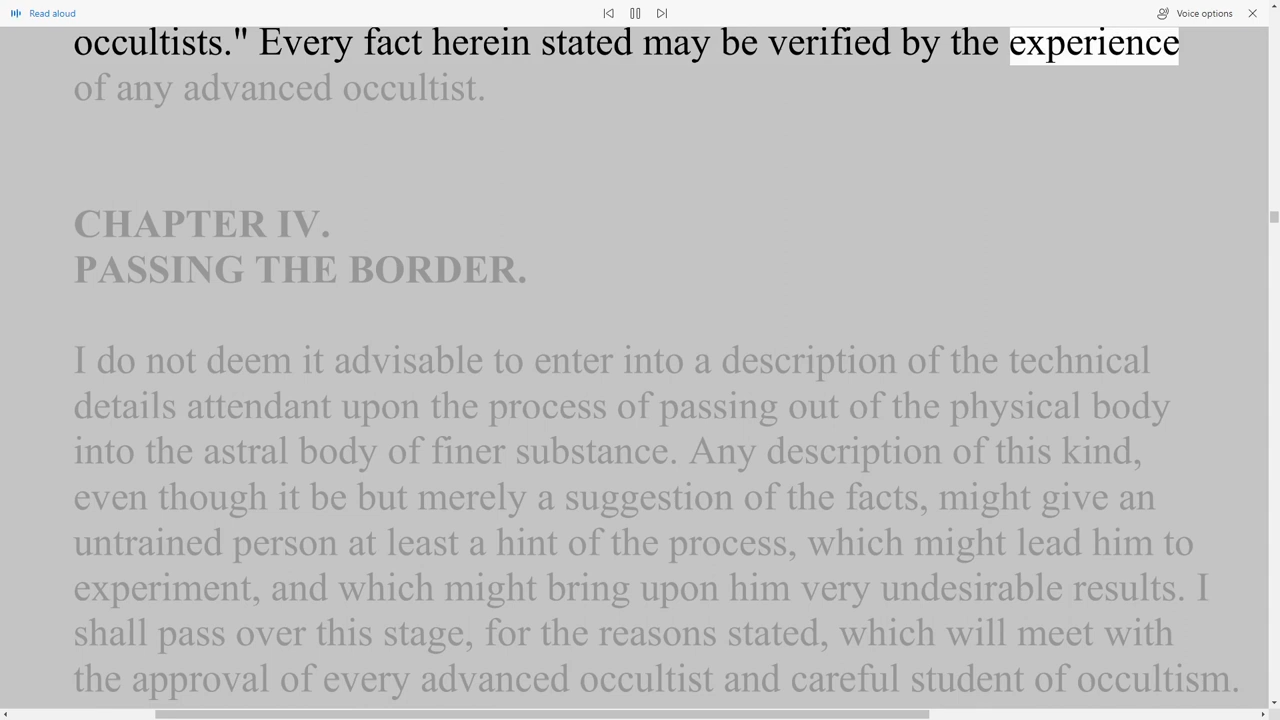 Read aloud
Voice options
occultists." Every fact herein stated may be verified by the experience
of any advanced occultist.
CHAPTER IV.
PASSING THE BORDER.
I do not deem it advisable to enter into a description of the technical
details attendant upon the process of passing out of the physical body
into the astral body of finer substance. Any description of this kind,
even though it be but merely a suggestion of the facts, might give an
untrained person at least a hint of the process, which might lead him to
experiment, and which might bring upon him very undesirable results. I
shall pass over this stage, for the reasons stated, which will meet with
the approval of every advanced occultist and careful student of occultism.